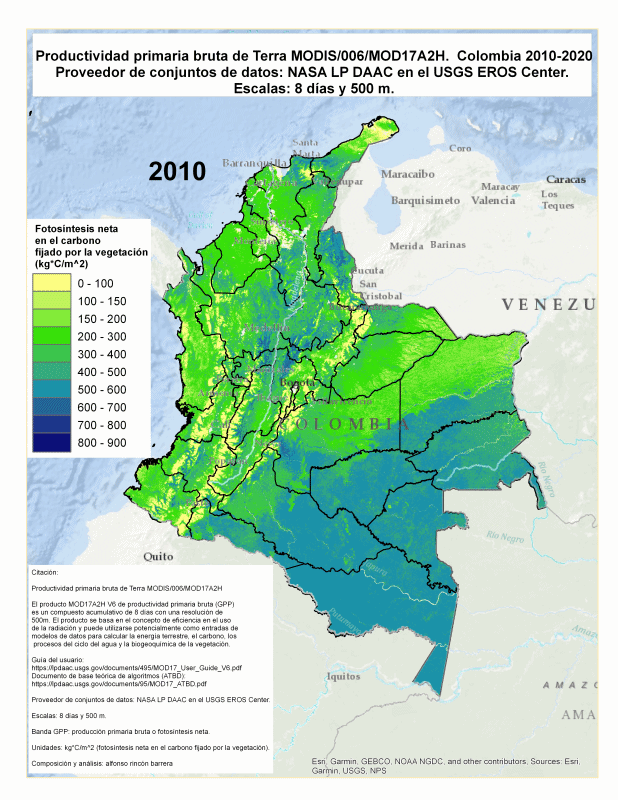 Productividad primaria bruta de Terra MODIS/006/MOD17A2H.  Colombia 2010-2020
Proveedor de conjuntos de datos: NASA LP DAAC en el USGS EROS Center.
Escalas: 8 días y 500 m.
2010
Santa
Marta
Barranquilla
Coro
Maracaibo
Caracas
Maracay
Barquisimeto
Valencia
Los
Teques
Merida
Barinas
Cucuta
San
Cristobal
VENEZU
Fotosintesis neta
en el carbono
fijado por la vegetación
(kg*C/m^2)
0 - 100
100 - 150
150 - 200
200 - 300
300 - 400
400 - 500
500 - 600
600 - 700
700 - 800
800 - 900
Bogota
OLOMBIA
Rio Negro
Rio Negro
Quito
Iquitos
Amaz
AMAZO
AMA
Citación:
Productividad primaria bruta de Terra MODIS/006/MOD17A2H
El producto MOD17A2H V6 de productividad primaria bruta (GPP)
es un compuesto acumulativo de 8 días con una resolución de
500m. El producto se basa en el concepto de eficiencia en el uso
de la radiación y puede utilizarse potencialmente como entradas de
modelos de datos para calcular la energía terrestre, el carbono, los
procesos del ciclo del agua y la biogeoquímica de la vegetación.
Guía del usuario:
https://lpdaac.usgs.gov/documents/495/MOD17_User_Guide_V6.pdf
Documento de base teórica de algoritmos (ATBD):
https://lpdaac.usgs.gov/documents/95/MOD17_ATBD.pdf
Proveedor de conjuntos de datos: NASA LP DAAC en el USGS EROS Center.
Escalas: 8 días y 500 m.
Banda GPP: producción primaria bruta o fotosintesis neta.
Unidades: kg*C/m^2 (fotosintesis neta en el carbono fijado por la vegetación).
Composición y análisis: alfonso rincón barrera
Esri, Garmin, GEBCO, NOAA NGDC, and other contributors, Sources: Esri,
Garmin, USGS, NPS